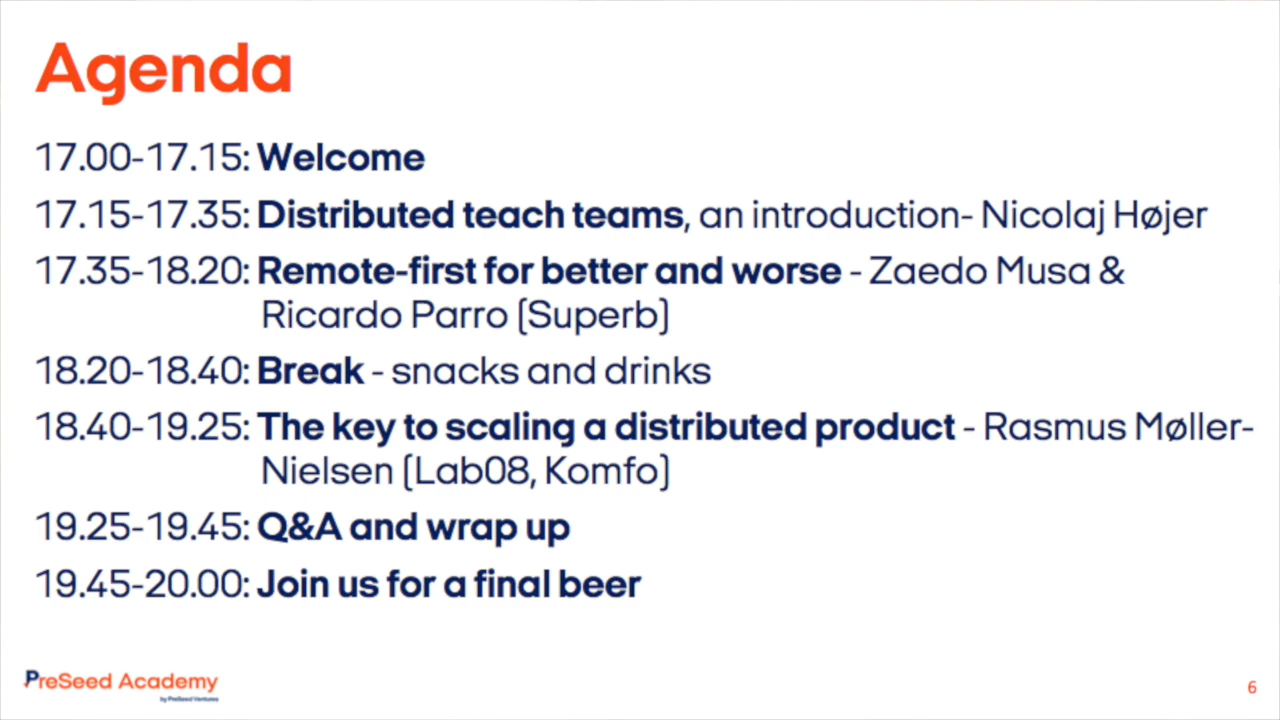 Agenda
17.00-17.15: Welcome
17.15-17.35: Distributed teach teams, an introduction- Nicolaj Højer
17.35-18.20: Remote-first for better and worse - Zaedo Musa &
Ricardo Parro (Superb)
18.20-18.40: Break - snacks and drinks
18.40-19.25: The key to scaling a distributed product - Rasmus Møller-
Nielsen (Lab08, Komfo)
19.25-19.45: Q&A and wrap up
19.45-20.00: Join us for a final beer
PreSeed Academy
by PreSeed Ventures
6